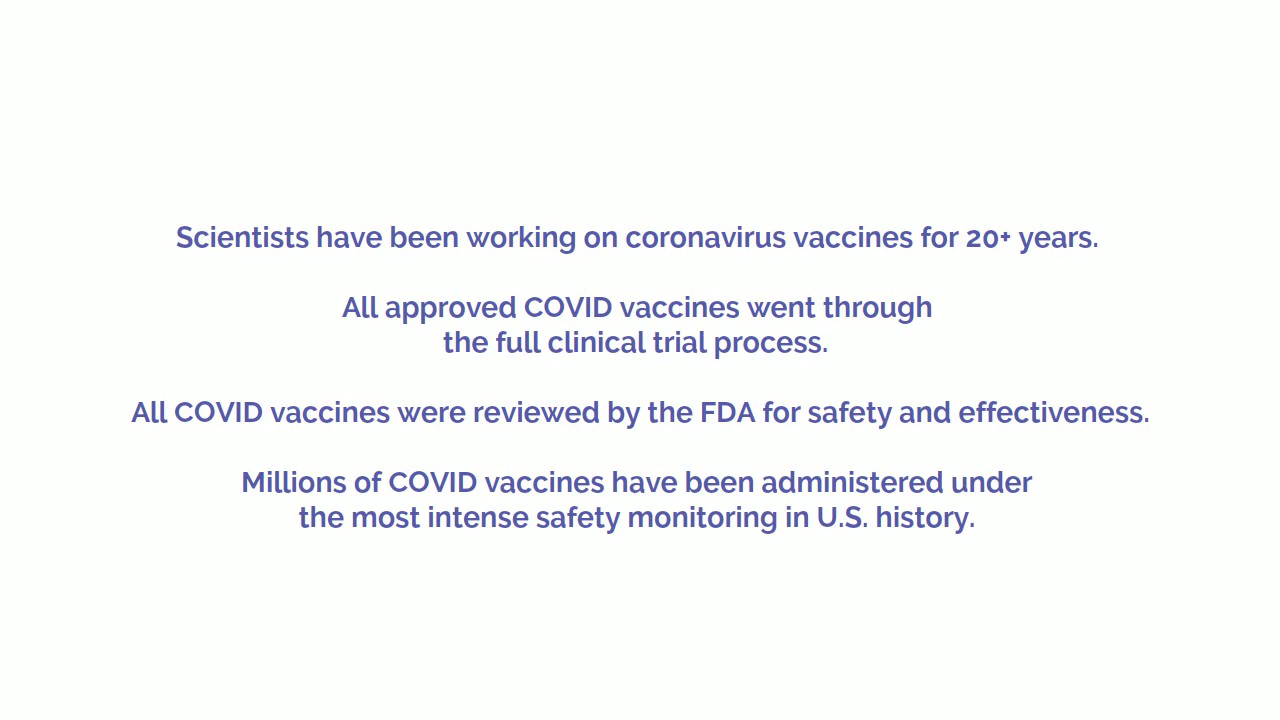 Scientists have been working on coronavirus vaccines for 20+ years.
All approved COVID vaccines went through
the full clinical trial process.
All COVID vaccines were reviewed by the FDA for safety and effectiveness.
Millions of COVID vaccines have been administered under
the most intense safety monitoring in U.S. history.